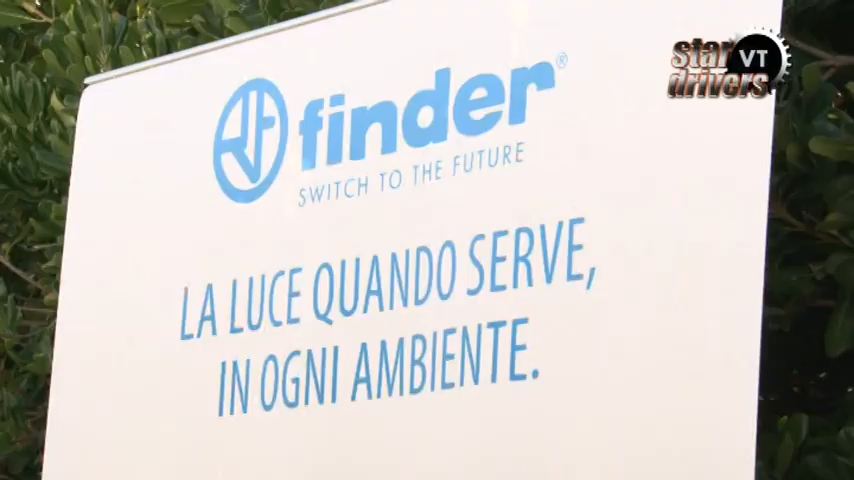 finder®
SWITCH TO THE FUTURE
LA LUCE QUANDO SERVE,
IN OGNI AMBIENTE.
star drivers
VT